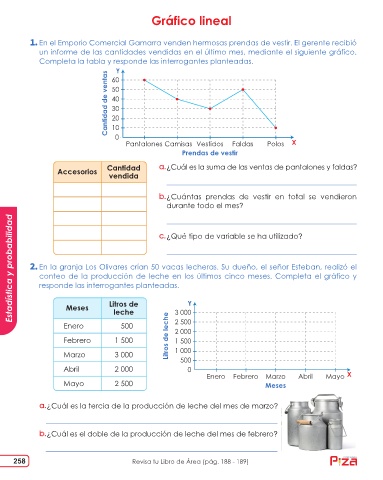 Gráfico lineal
1. En el Emporio Comercial Gamarra venden hermosas prendas de vestir. El gerente recibió
un informe de las cantidades vendidas en el último mes, mediante el siguiente gráfico.
Completa la tabla y responde las interrogantes planteadas.
Y
Cantidad de ventas
60
50
40
30
20
10
0
Pantalones Camisas Vestidos Faldas Polos X
Prendas de vestir
Accesorios Cantidad vendida
a. ¿Cuál es la suma de las ventas de pantalones y faldas?
b. ¿Cuántas prendas de vestir en total se vendieron
durante todo el mes?
c. ¿Qué tipo de variable se ha utilizado?
Estadística y probabilidad
2. En la granja Los Olivares crían 50 vacas lecheras. Su dueño, el señor Esteban, realizó el
conteo de la producción de leche en los últimos cinco meses. Completa el gráfico y
responde las interrogantes planteadas.
Meses Litros de leche
Enero 500
Febrero 1 500
Marzo 3 000
Abril 2 000
Mayo 2 500
Y
Litros de leche
3 000
2 500
2 000
1 500
1 000
500
0
Enero Febrero Marzo Abril Mayo X
Meses
a. ¿Cuál es la tercia de la producción de leche del mes de marzo?
b. ¿Cuál es el doble de la producción de leche del mes de febrero?
258
Revisa tu Libro de Área (pág. 188 - 189)
Piza